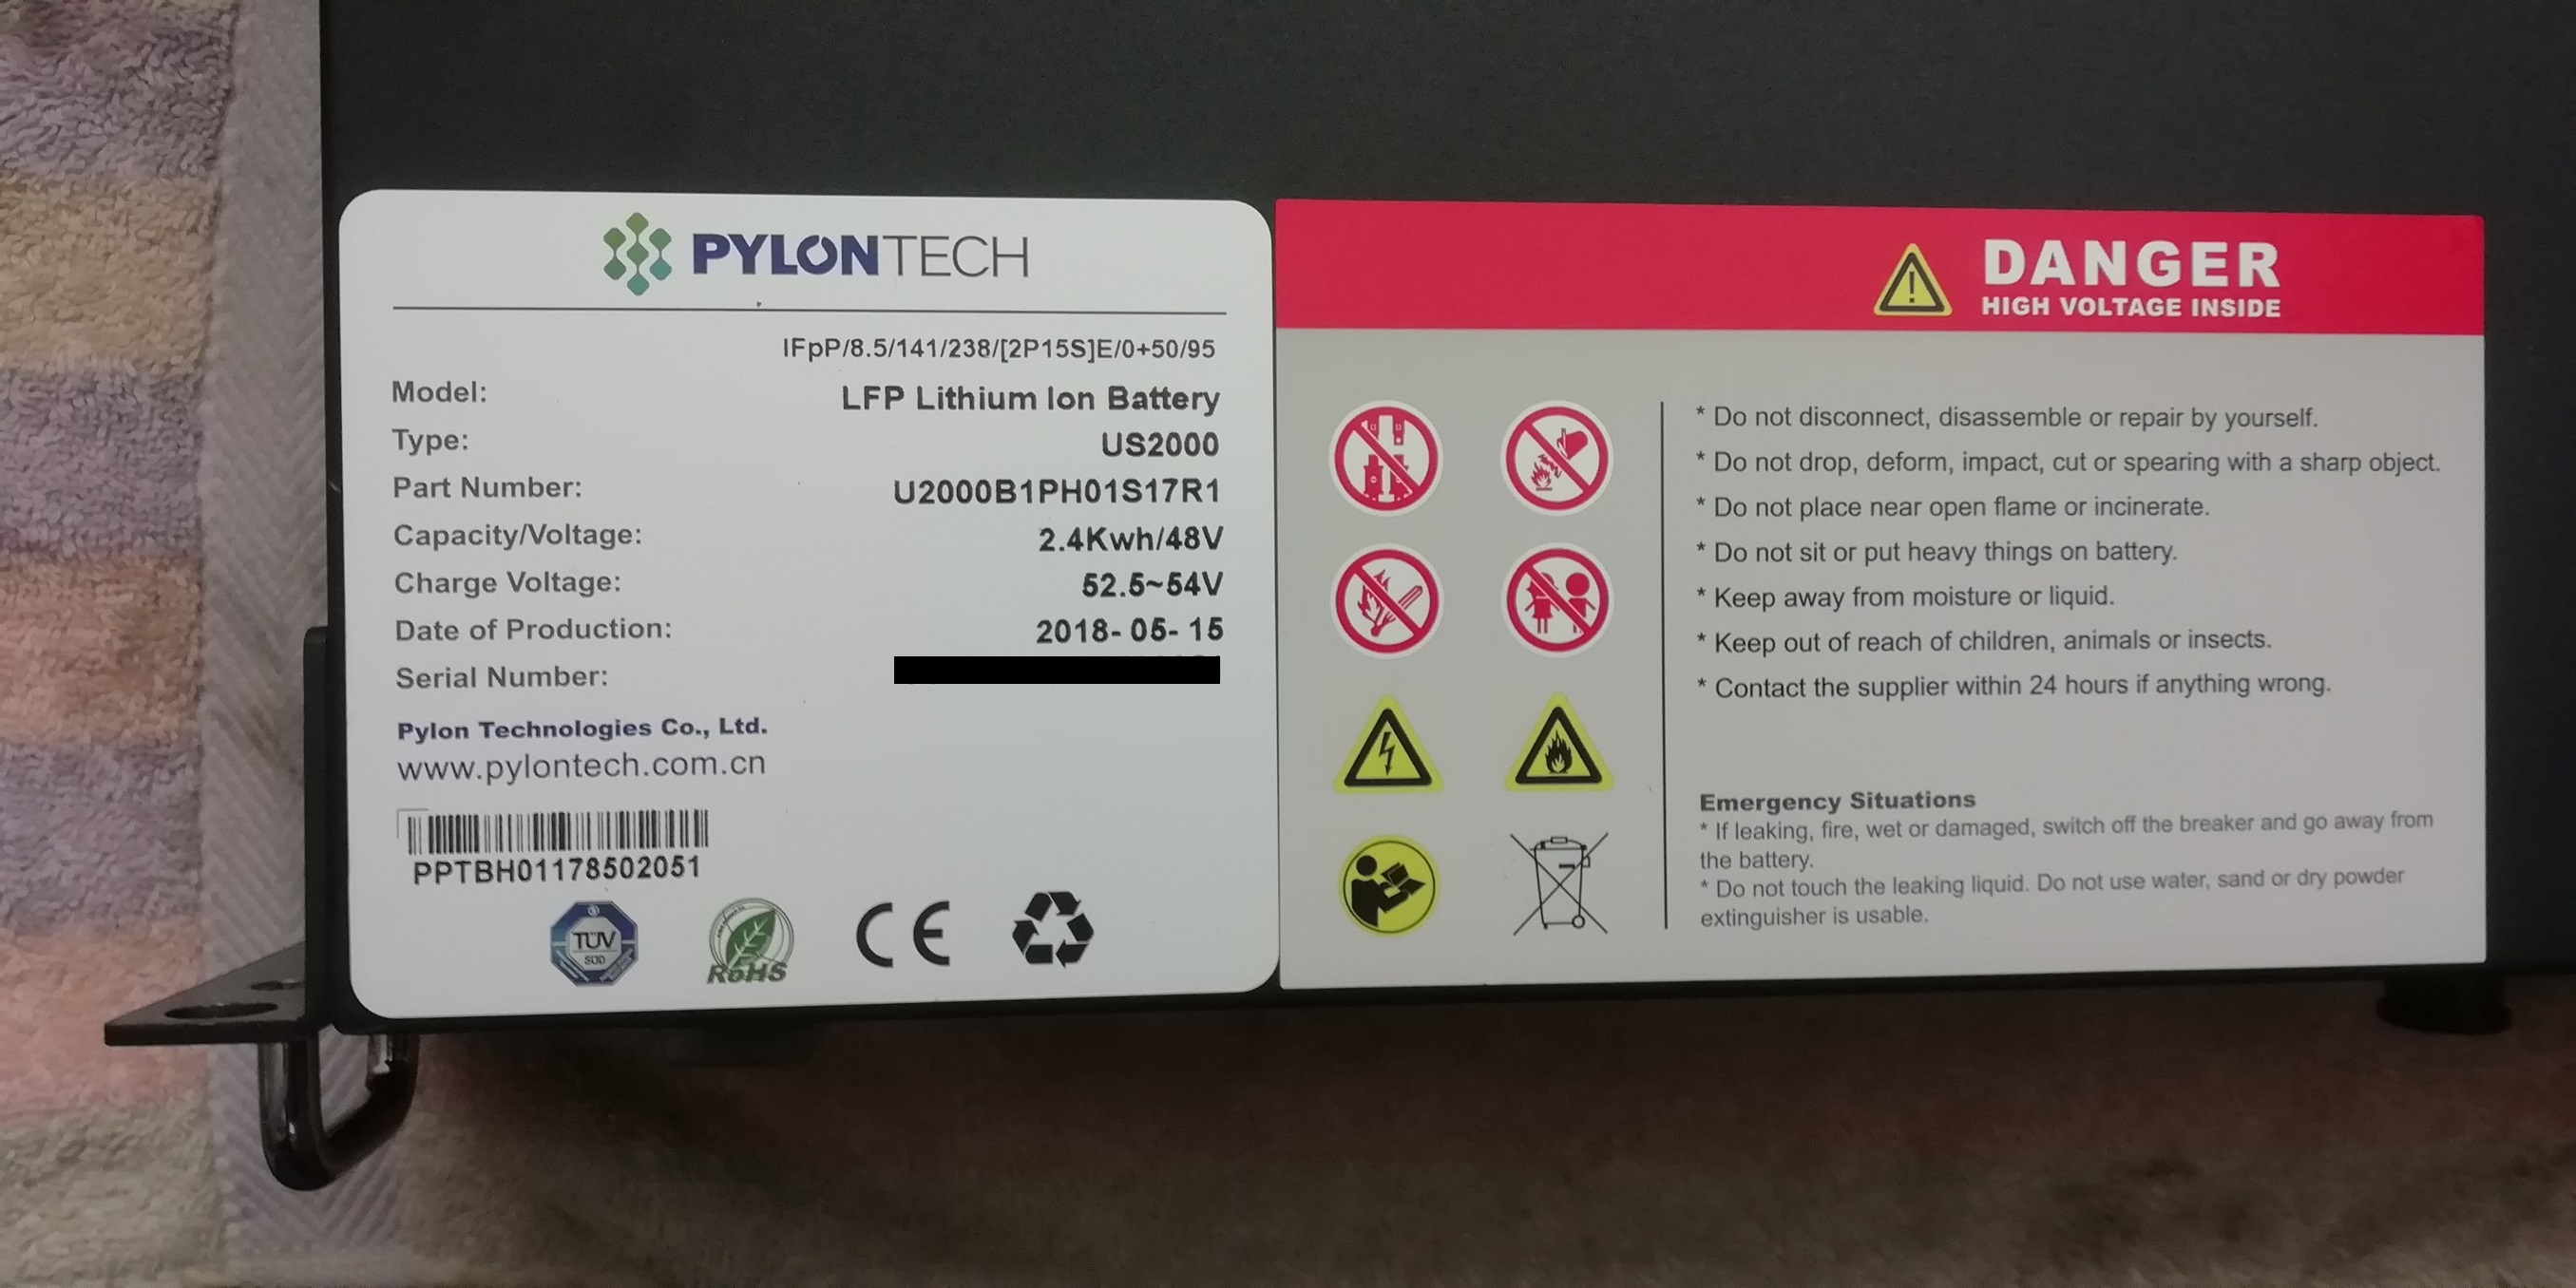 PYLONTECH
IFpP/8.5/141/238/[2P15S]E/0+50/95
Model: LFP Lithium Ion Battery
Type: US2000
Part Number: U2000B1PH01S17R1
Capacity/Voltage: 2.4Kwh/48V
Charge Voltage: 52.5~54V
Date of Production: 2018- 05- 15
Serial Number:
Pylon Technologies Co., Ltd.
www.pylontech.com.cn
PPTBH01178502051
TÜV
SÜD
RoHS
CE
DANGER
HIGH VOLTAGE INSIDE
* Do not disconnect, disassemble or repair by yourself.
* Do not drop, deform, impact, cut or spearing with a sharp object.
* Do not place near open flame or incinerate.
* Do not sit or put heavy things on battery.
* Keep away from moisture or liquid.
* Keep out of reach of children, animals or insects.
* Contact the supplier within 24 hours if anything wrong.
Emergency Situations
* If leaking, fire, wet or damaged, switch off the breaker and go away from
the battery.
* Do not touch the leaking liquid. Do not use water, sand or dry powder
extinguisher is usable.